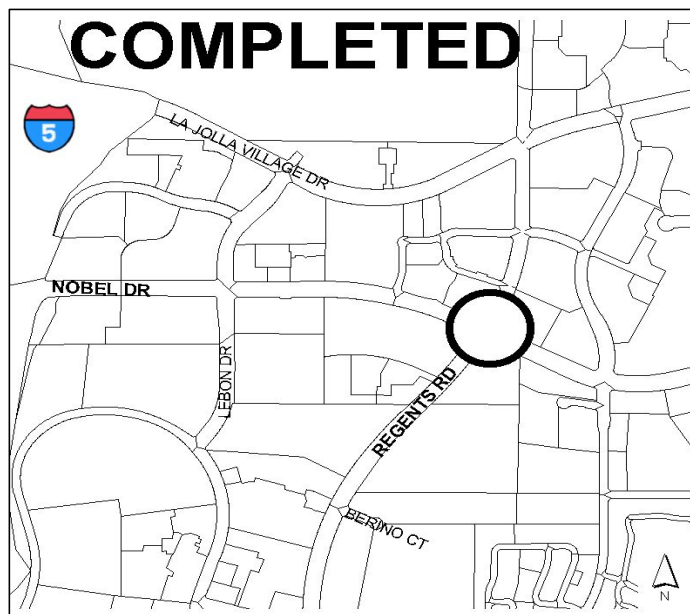 COMPLETED
5
LA JOLLA VILLAGE DR
NOBEL DR
LEBON DR
REGENTS RD
BERINO CT
N